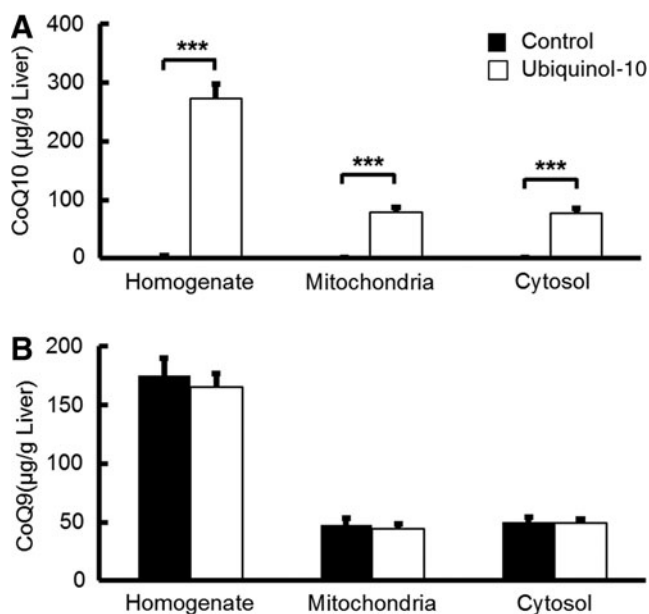 A
CoQ10 (µg/g Liver)
400
300
200
100
0
***
***
***
Control
Ubiquinol-10
Homogenate
Mitochondria
Cytosol
B
CoQ9(µg/g Liver)
200
150
100
50
0
Homogenate
Mitochondria
Cytosol